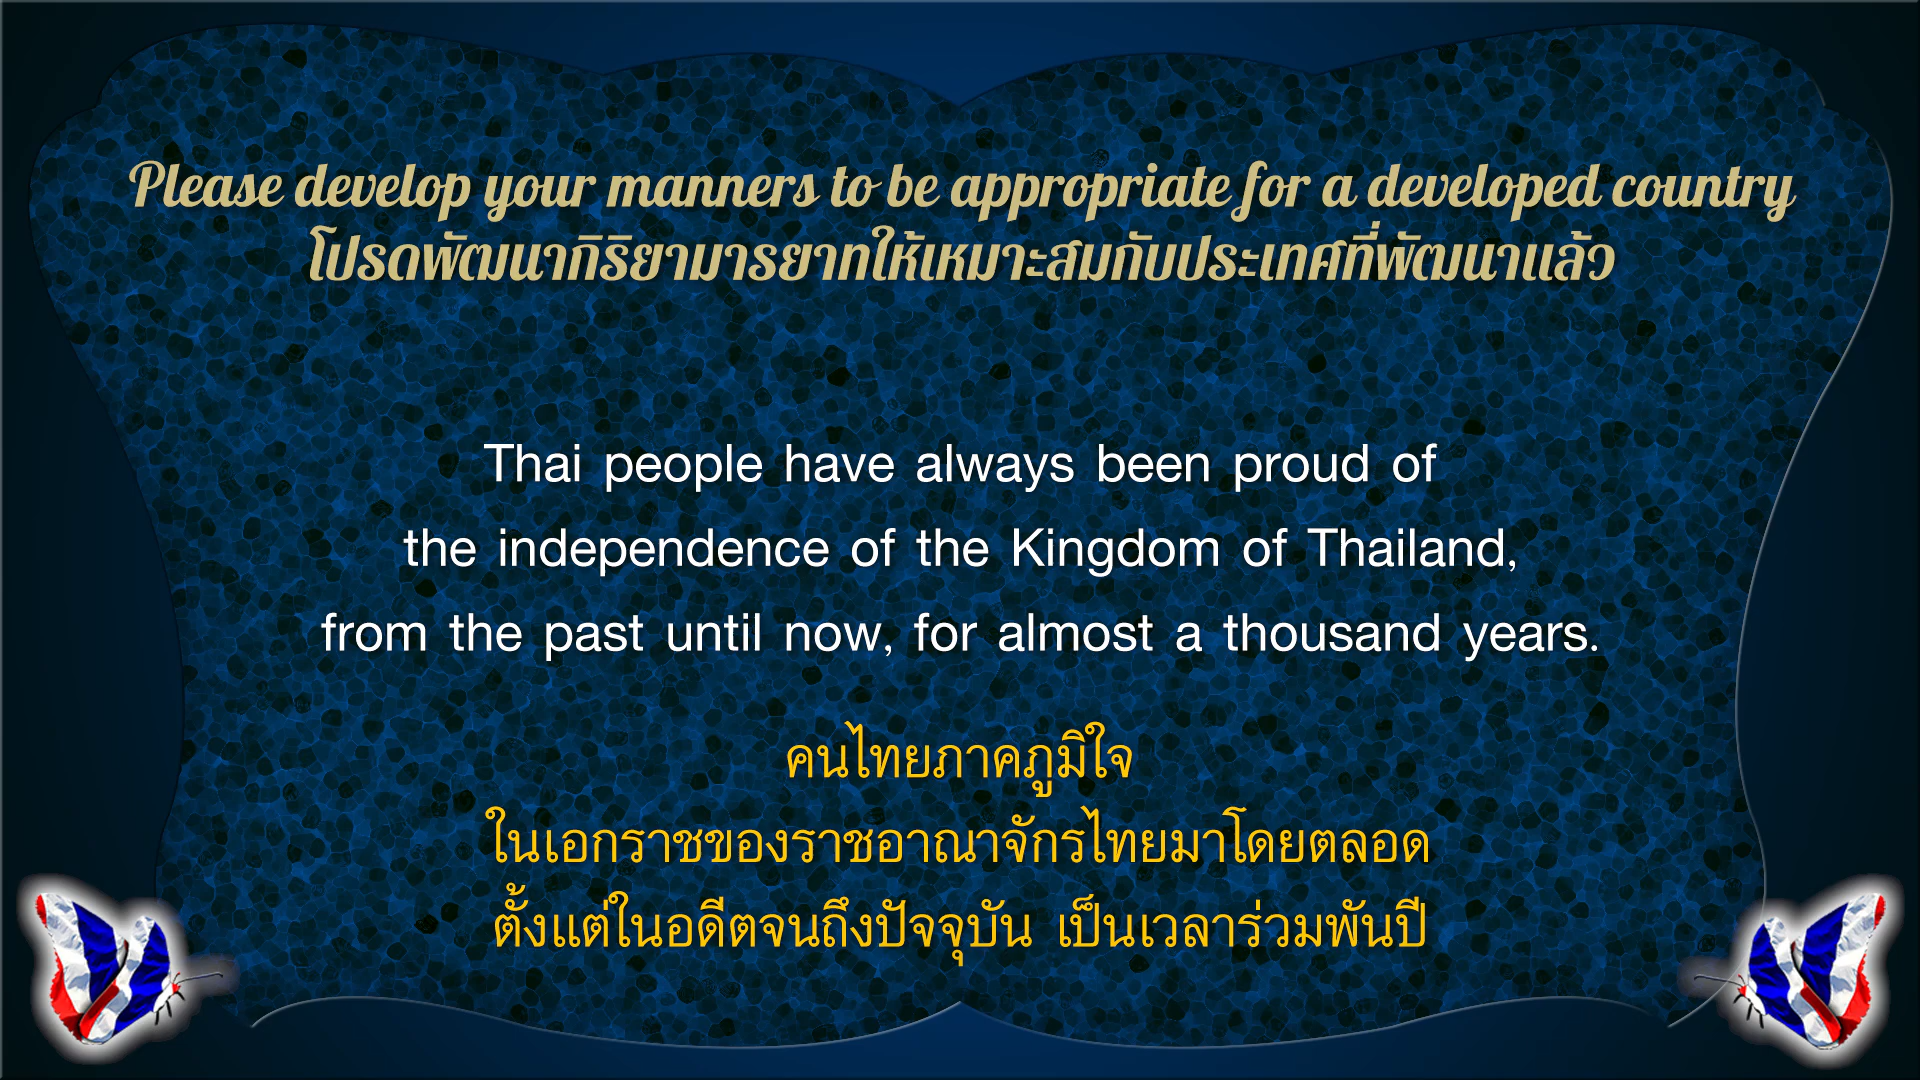 Please develop your manners to be appropriate for a developed country
โปรดพัฒนากิริยามารยาทให้เหมาะสมกับประเทศที่พัฒนาแล้ว
Thai people have always been proud of
the independence of the Kingdom of Thailand,
from the past until now, for almost a thousand years.
คนไทยภาคภูมิใจ
ในเอกราชของราชอาณาจักรไทยมาโดยตลอด
ตั้งแต่ในอดีตจนถึงปัจจุบัน เป็นเวลาร่วมพันปี